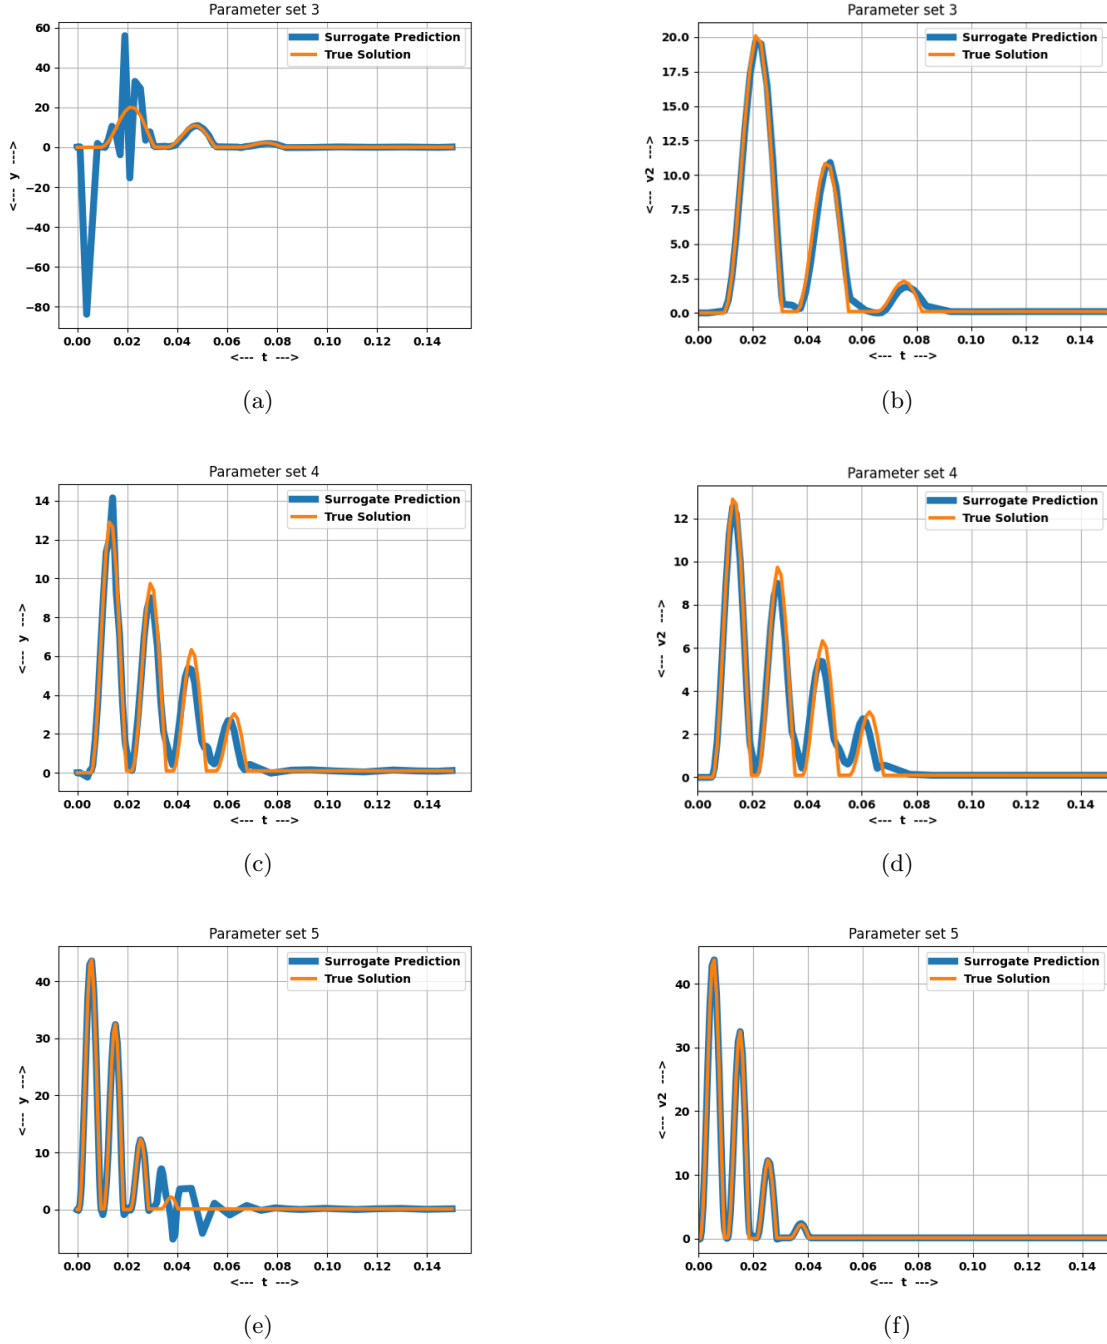 Parameter set 3
60
40
20
0
−20
−40
−60
−80
<--- y --->
Surrogate Prediction
True Solution
0.00 0.02 0.04 0.06 0.08 0.10 0.12 0.14
<--- t --->
(a)
Parameter set 3
20.0
17.5
15.0
12.5
10.0
7.5
5.0
2.5
0.0
<--- v2 --->
Surrogate Prediction
True Solution
0.00 0.02 0.04 0.06 0.08 0.10 0.12 0.14
<--- t --->
(b)
Parameter set 4
14
12
10
8
6
4
2
0
<--- y --->
Surrogate Prediction
True Solution
0.00 0.02 0.04 0.06 0.08 0.10 0.12 0.14
<--- t --->
(c)
Parameter set 4
12
10
8
6
4
2
0
<--- v2 --->
Surrogate Prediction
True Solution
0.00 0.02 0.04 0.06 0.08 0.10 0.12 0.14
<--- t --->
(d)
Parameter set 5
40
30
20
10
0
<--- y --->
Surrogate Prediction
True Solution
0.00 0.02 0.04 0.06 0.08 0.10 0.12 0.14
<--- t --->
(e)
Parameter set 5
40
30
20
10
0
<--- v2 --->
Surrogate Prediction
True Solution
0.00 0.02 0.04 0.06 0.08 0.10 0.12 0.14
<--- t --->
(f)